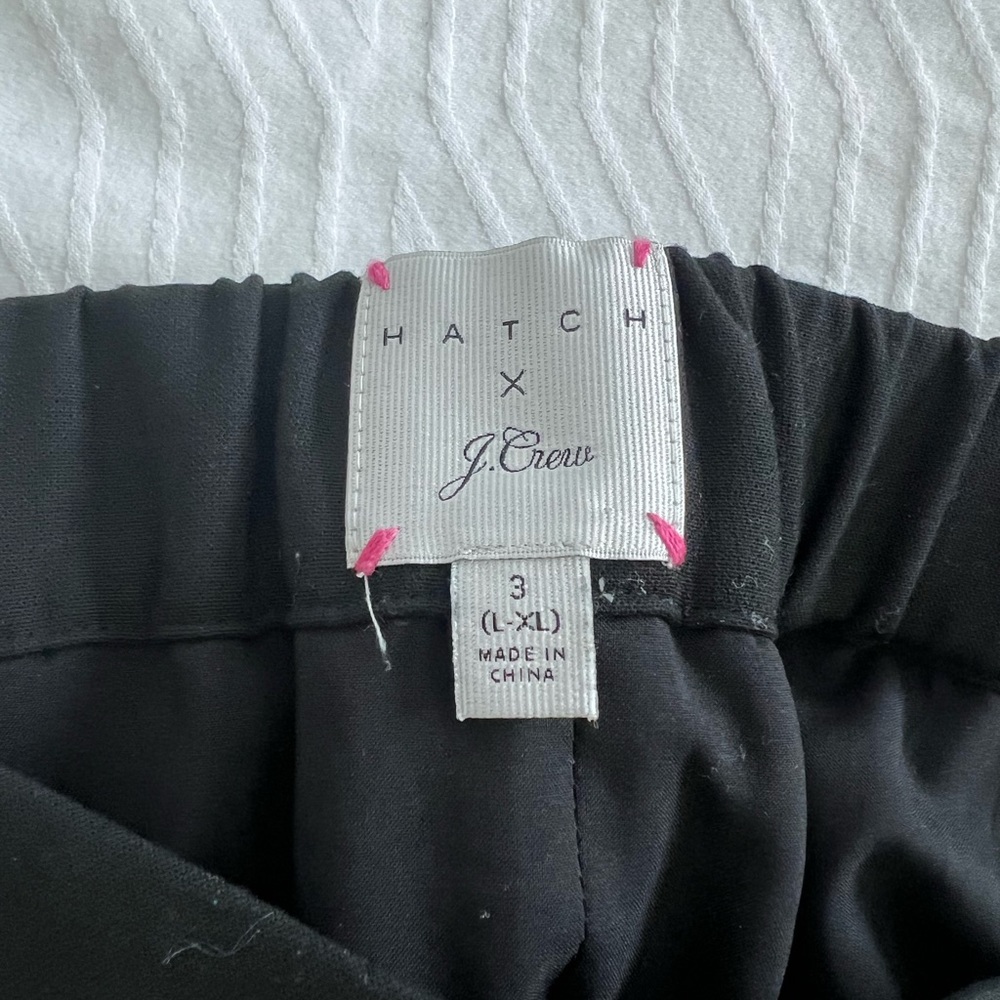 HATCH
X
J.Crew
3
(L-XL)
MADE IN
CHINA